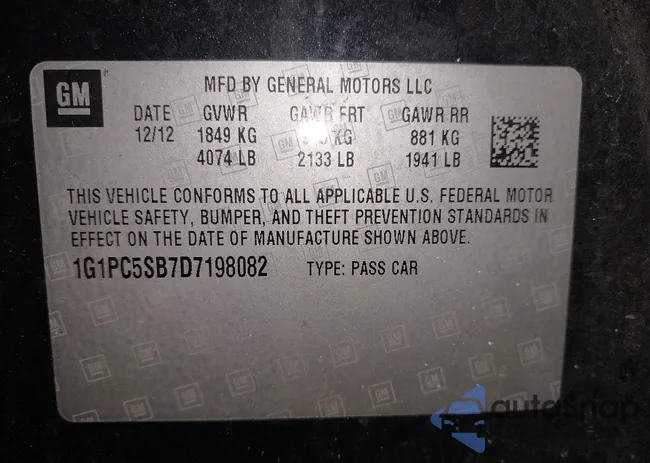 GM
MFD BY GENERAL MOTORS LLC
DATE GVWR GAWR FRT GAWR RR
12/12 1849 KG KG 881 KG
4074 LB 2133 LB 1941 LB
THIS VEHICLE CONFORMS TO ALL APPLICABLE U.S. FEDERAL MOTOR
VEHICLE SAFETY, BUMPER, AND THEFT PREVENTION STANDARDS IN
EFFECT ON THE DATE OF MANUFACTURE SHOWN ABOVE.
1G1PC5SB7D7198082 TYPE: PASS CAR
autoSnap